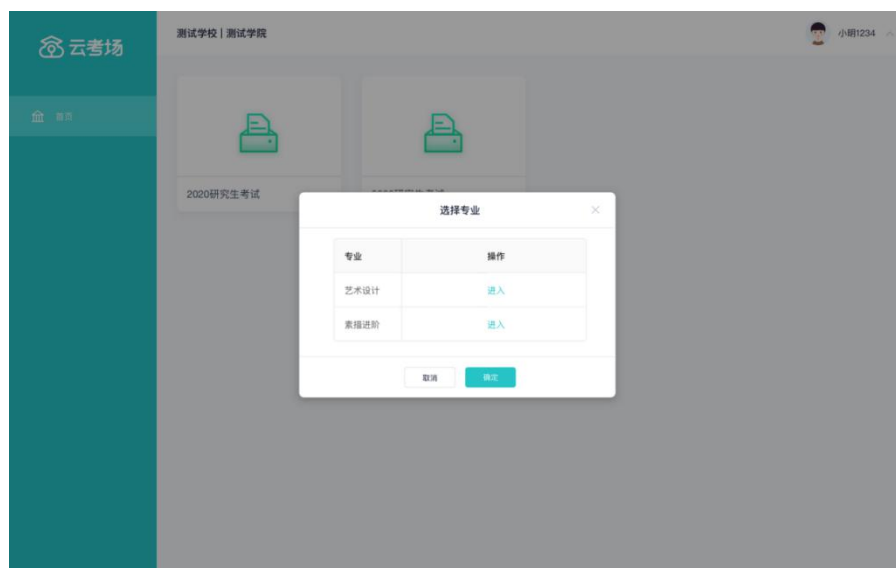 云考场
测试学校 | 测试学院
小明1234
首页
2020研究生考试
选择专业
专业 操作
艺术设计 进入
素描进阶 进入
取消 确定